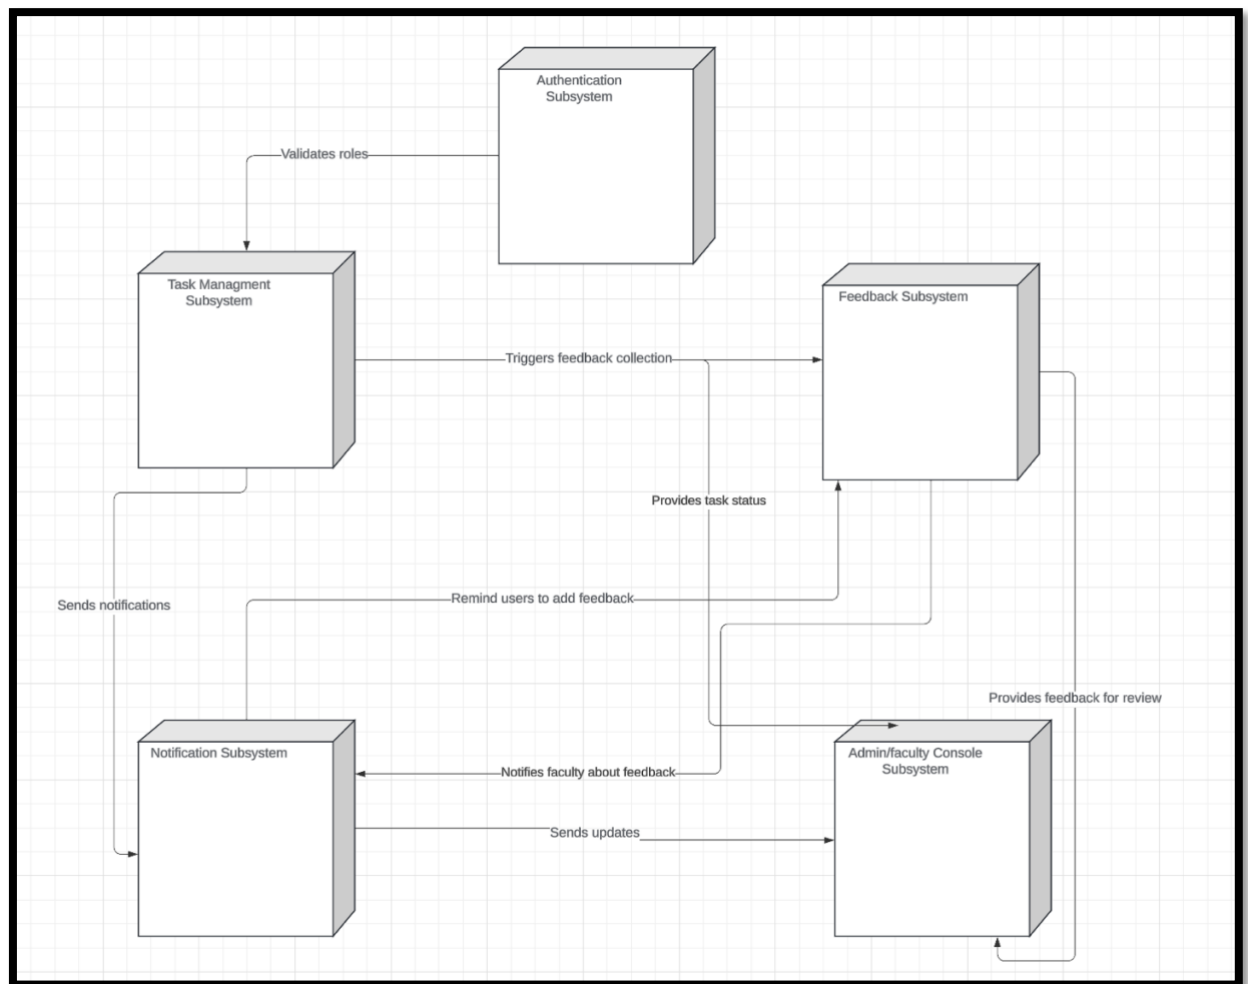 Authentication
Subsystem
Validates roles
Task Managment
Subsystem
Feedback Subsystem
Triggers feedback collection
Provides task status
Remind users to add feedback
Sends notifications
Provides feedback for review
Notification Subsystem
Admin/faculty Console
Subsystem
Notifies faculty about feedback
Sends updates